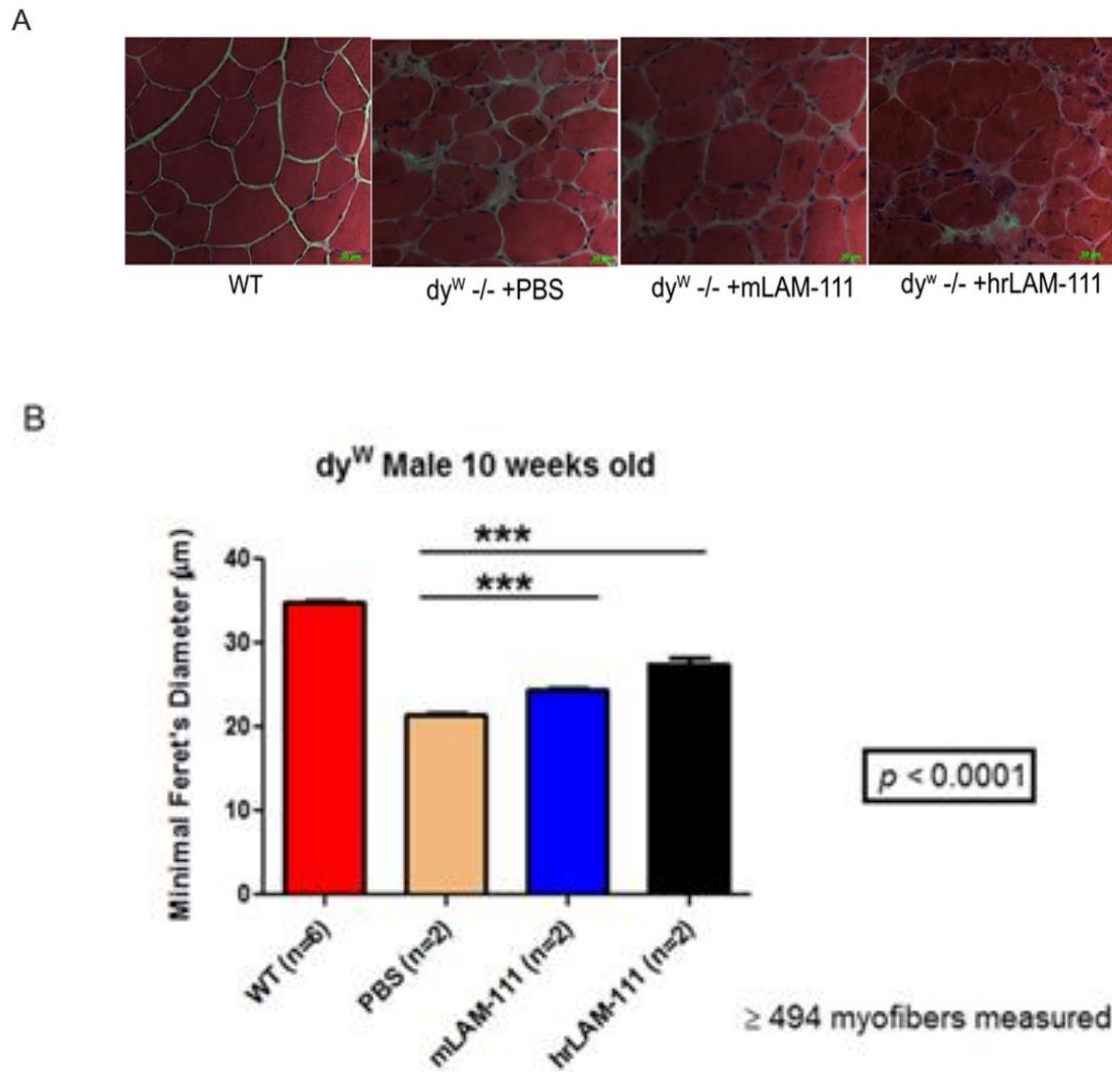 A
WT
dyᵂ -/- +PBS
dyᵂ -/- +mLAM-111
dyʷ -/- +hrLAM-111
B
dyᵂ Male 10 weeks old
***
***
Minimal Feret's Diameter (µm)
40
30
20
10
0
WT (n=6)
PBS (n=2)
mLAM-111 (n=2)
hrLAM-111 (n=2)
p < 0.0001
≥ 494 myofibers measured